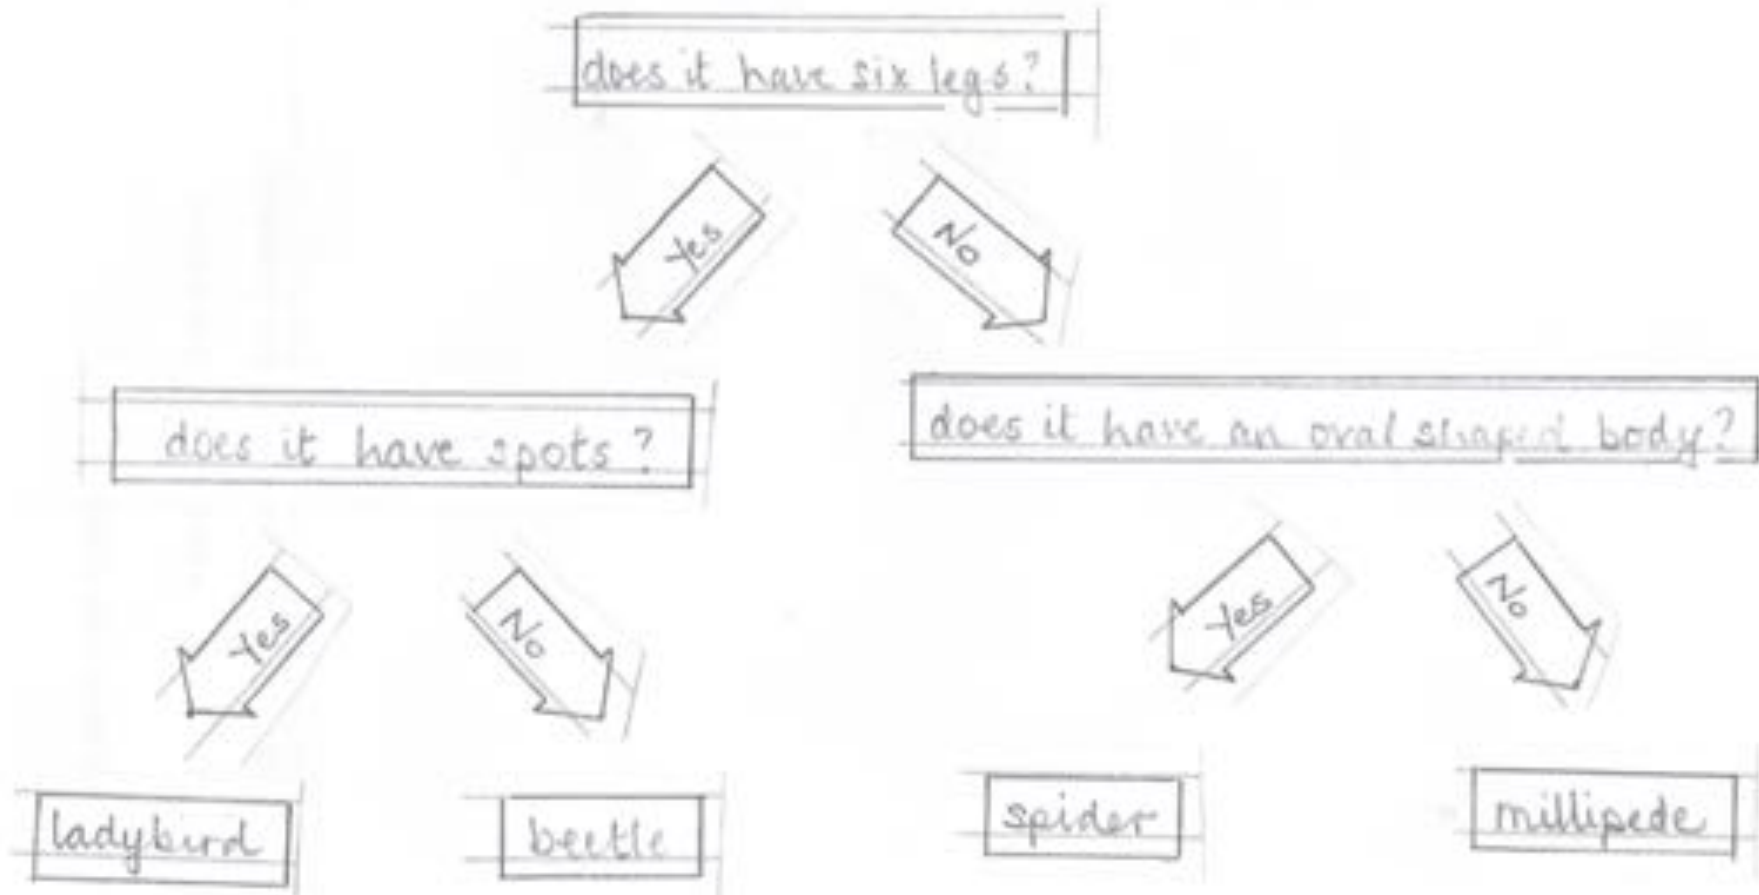 does it have six legs?
Yes
No
does it have spots?
does it have an oval shaped body?
Yes
No
Yes
No
ladybird
beetle
spider
millipede